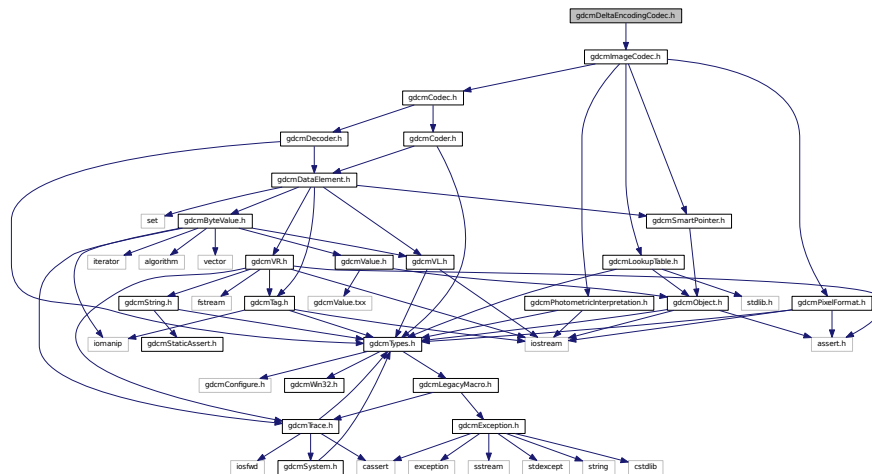 gdcmDeltaEncodingCodec.h
gdcmImageCodec.h
gdcmCodec.h
gdcmDecoder.h
gdcmCoder.h
gdcmDataElement.h
set
gdcmByteValue.h
gdcmSmartPointer.h
iterator
algorithm
vector
gdcmVR.h
gdcmValue.h
gdcmVL.h
gdcmLookupTable.h
gdcmString.h
fstream
gdcmTag.h
gdcmValue.txx
gdcmPhotometricInterpretation.h
gdcmObject.h
stdlib.h
gdcmPixelFormat.h
iomanip
gdcmStaticAssert.h
gdcmTypes.h
iostream
assert.h
gdcmConfigure.h
gdcmWin32.h
gdcmLegacyMacro.h
gdcmTrace.h
gdcmException.h
iosfwd
gdcmSystem.h
cassert
exception
sstream
stdexcept
string
cstdlib